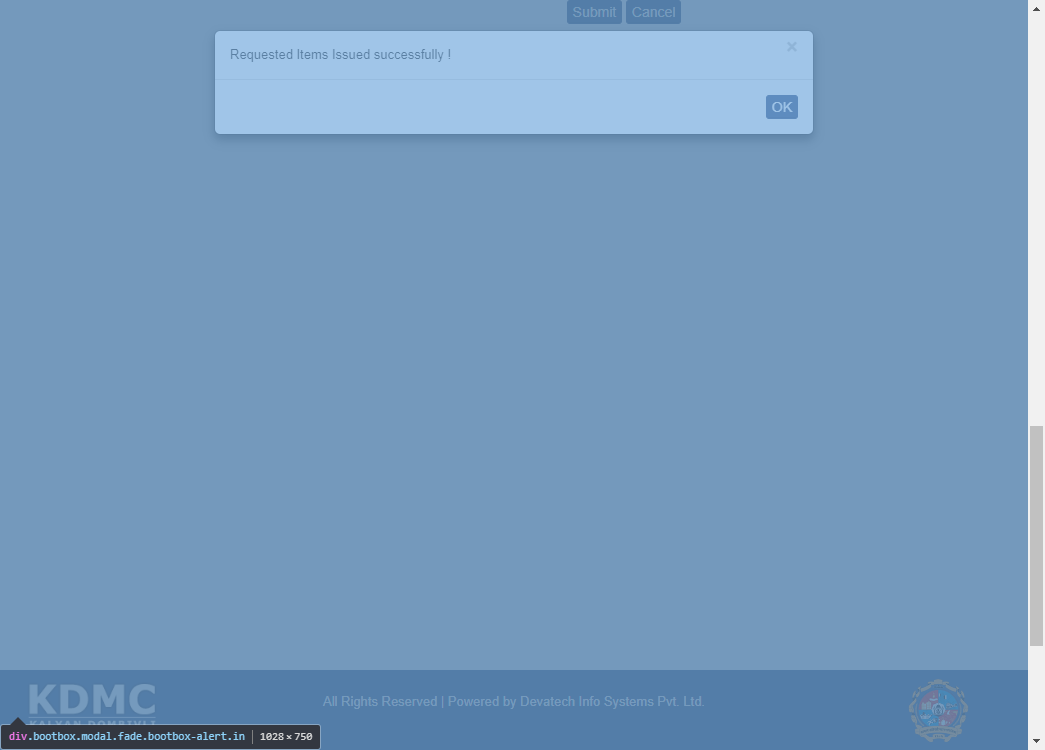 Submit Cancel
Requested Items Issued successfully !
×
OK
KDMC
KALYAN DOMBIVLI
All Rights Reserved | Powered by Devatech Info Systems Pvt. Ltd.
div.bootbox.modal.fade.bootbox-alert.in | 1028 × 750